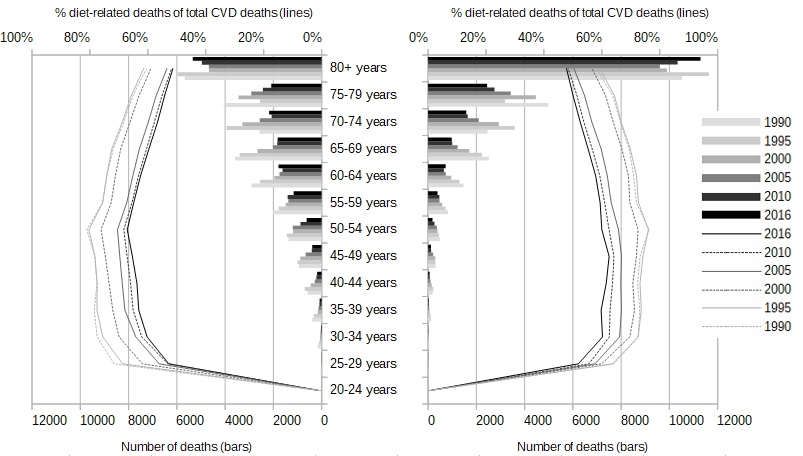 % diet-related deaths of total CVD deaths (lines)
% diet-related deaths of total CVD deaths (lines)
100% 80% 60% 40% 20% 0%
0% 20% 40% 60% 80% 100%
80+ years
75-79 years
70-74 years
65-69 years
60-64 years
55-59 years
50-54 years
45-49 years
40-44 years
35-39 years
30-34 years
25-29 years
20-24 years
1990
1995
2000
2005
2010
2016
2016
2010
2005
2000
1995
1990
12000 10000 8000 6000 4000 2000 0
0 2000 4000 6000 8000 10000 12000
Number of deaths (bars)
Number of deaths (bars)